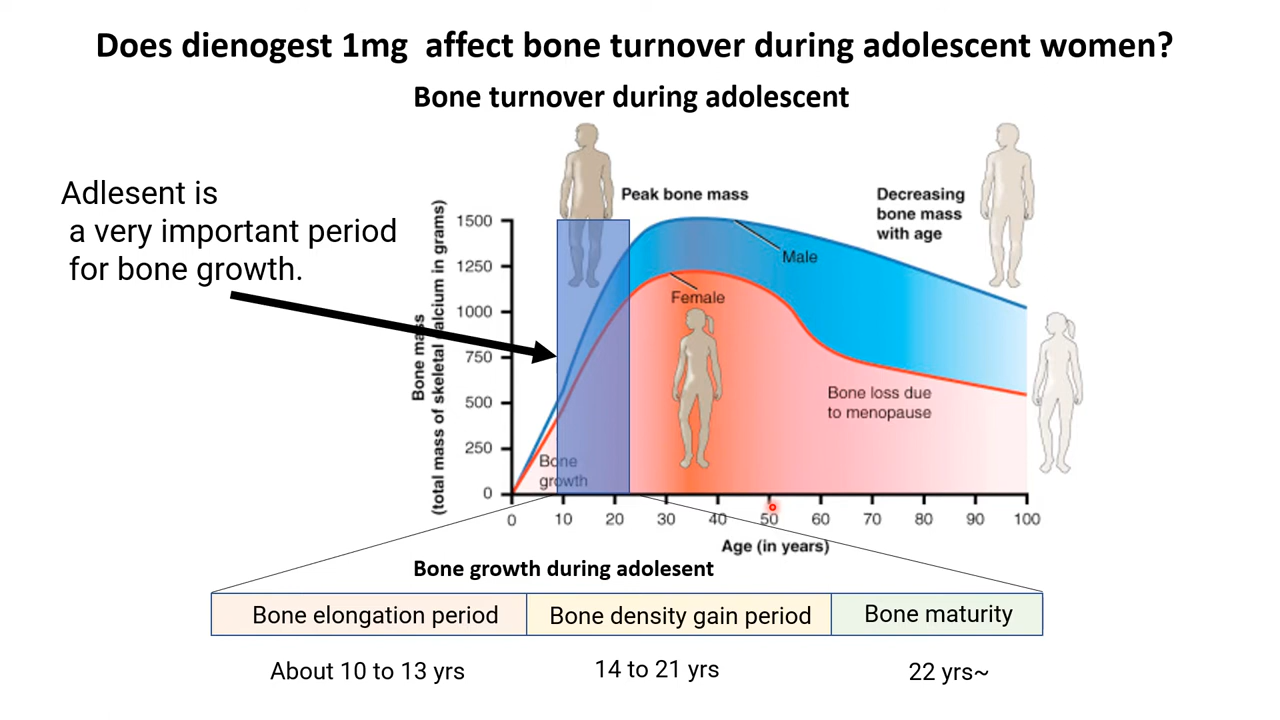 Does dienogest 1mg  affect bone turnover during adolescent women?
Bone turnover during adolescent
Adlesent is
a very important period
for bone growth.
Peak bone mass
Decreasing
bone mass
with age
Male
Female
Bone loss due
to menopause
Bone
growth
Bone mass
(total mass of skeletal calcium in grams)
1500
1250
1000
750
500
250
0
0 10 20 30 40 50 60 70 80 90 100
Age (in years)
Bone growth during adolesent
Bone elongation period Bone density gain period Bone maturity
About 10 to 13 yrs 14 to 21 yrs 22 yrs~